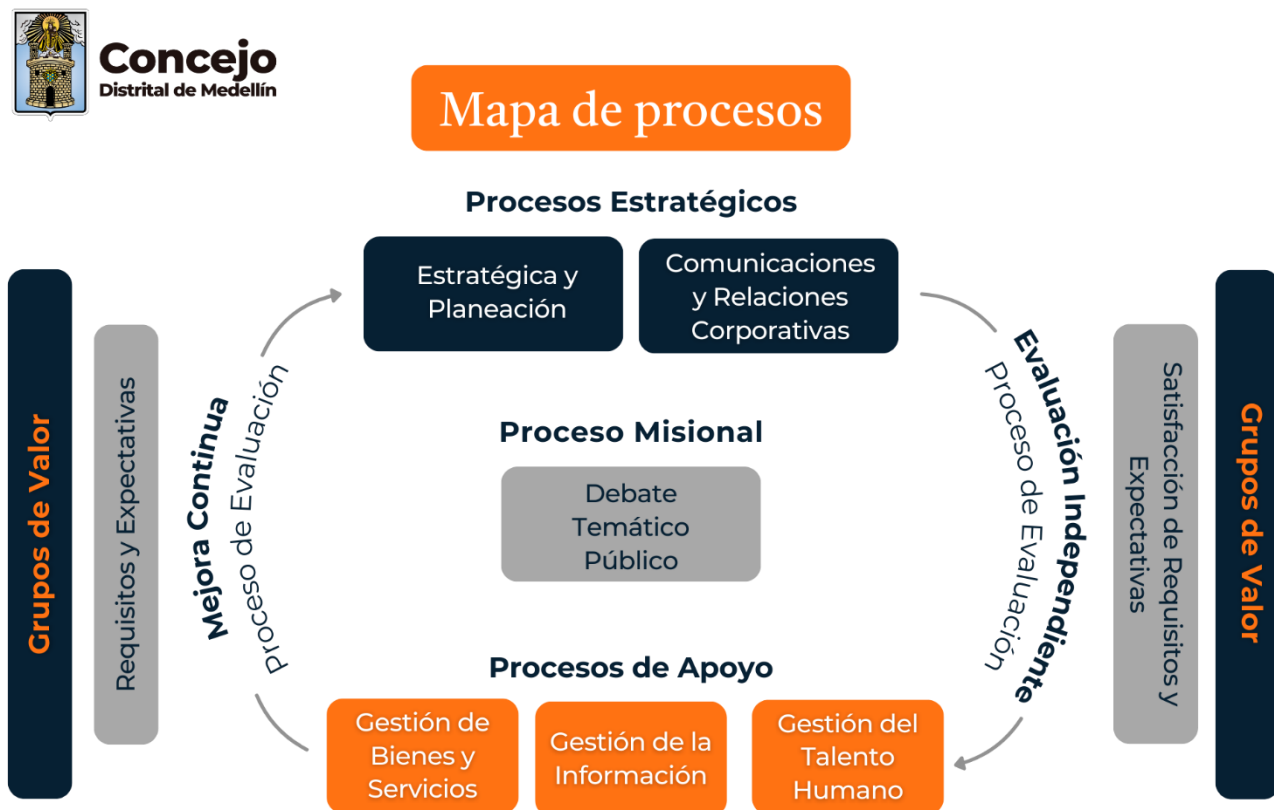 Concejo
Distrital de Medellín
Mapa de procesos
Procesos Estratégicos
Estratégica y
Planeación
Comunicaciones
y Relaciones
Corporativas
Grupos de Valor
Requisitos y Expectativas
Mejora Continua
Proceso de Evaluación
Proceso Misional
Debate
Temático
Público
Evaluación Independiente
Proceso de Evaluación
Satisfacción de Requisitos y
Expectativas
Grupos de Valor
Procesos de Apoyo
Gestión de
Bienes y
Servicios
Gestión de la
Información
Gestión del
Talento
Humano